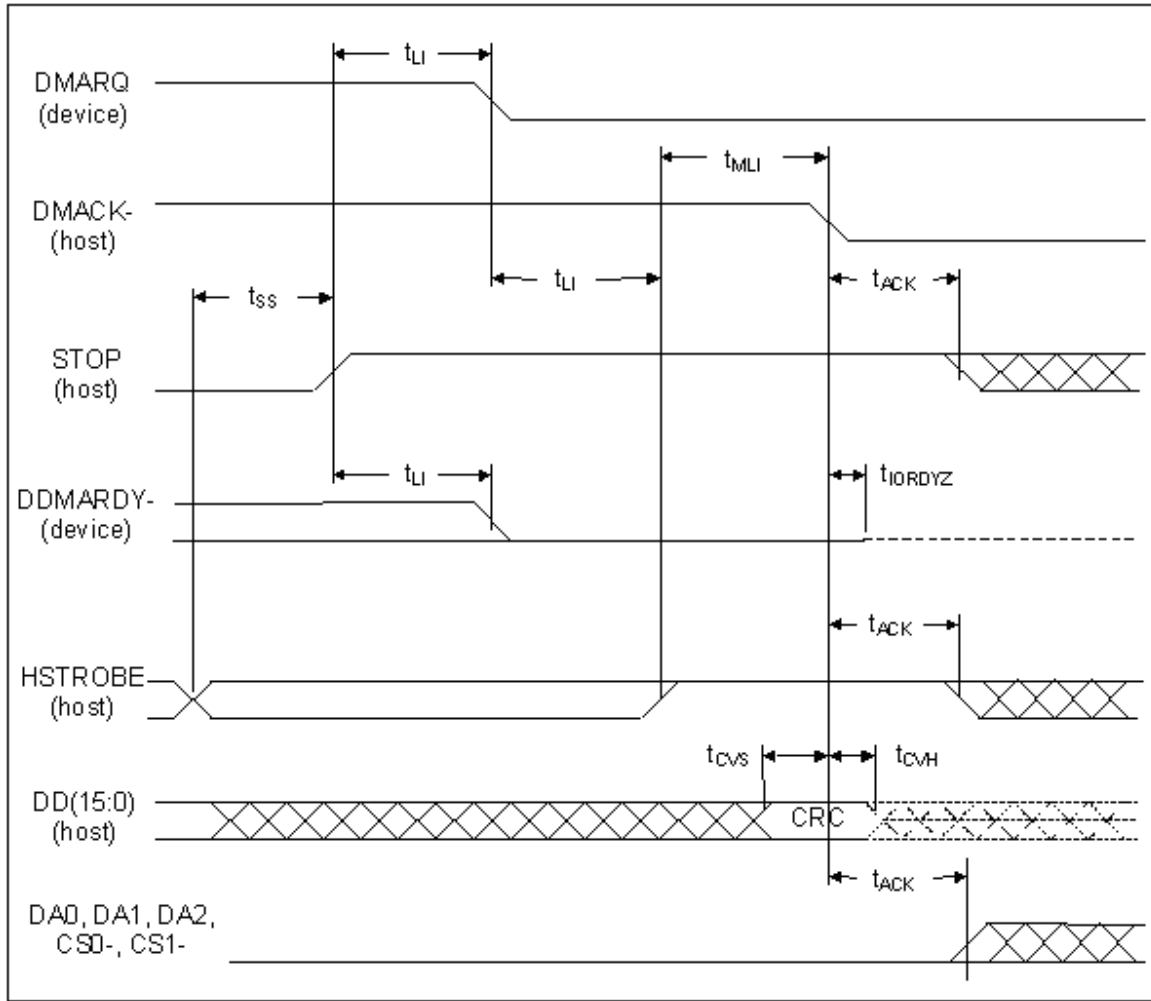 tLI
DMARQ
(device)
tMLI
DMACK-
(host)
tLI
tACK
tSS
STOP
(host)
tLI
tIORDYZ
DDMARDY-
(device)
tACK
HSTROBE
(host)
tCVS
tCVH
DD(15:0)
(host)
CRC
tACK
DA0, DA1, DA2,
CS0-, CS1-